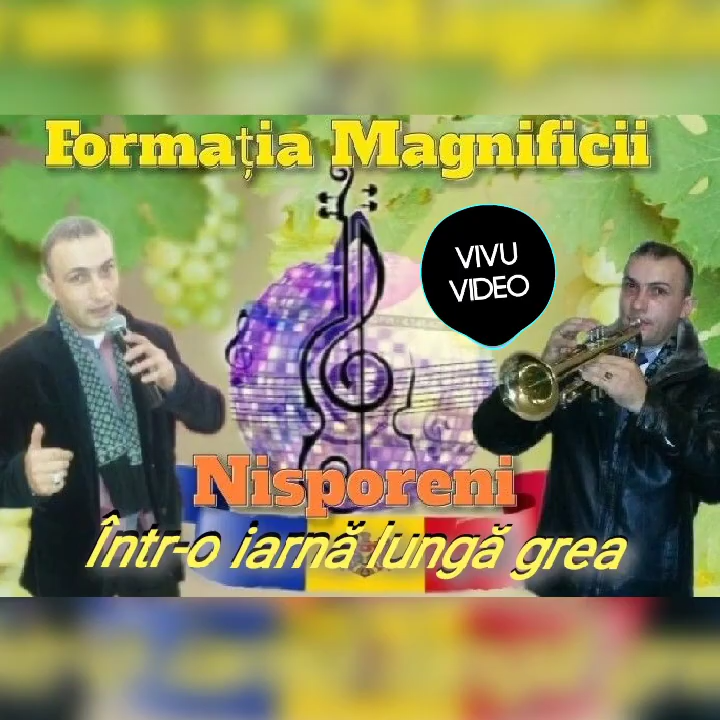 Formația Magnificii
VIVU
VIDEO
Nisporeni
Într-o iarnă lungă grea